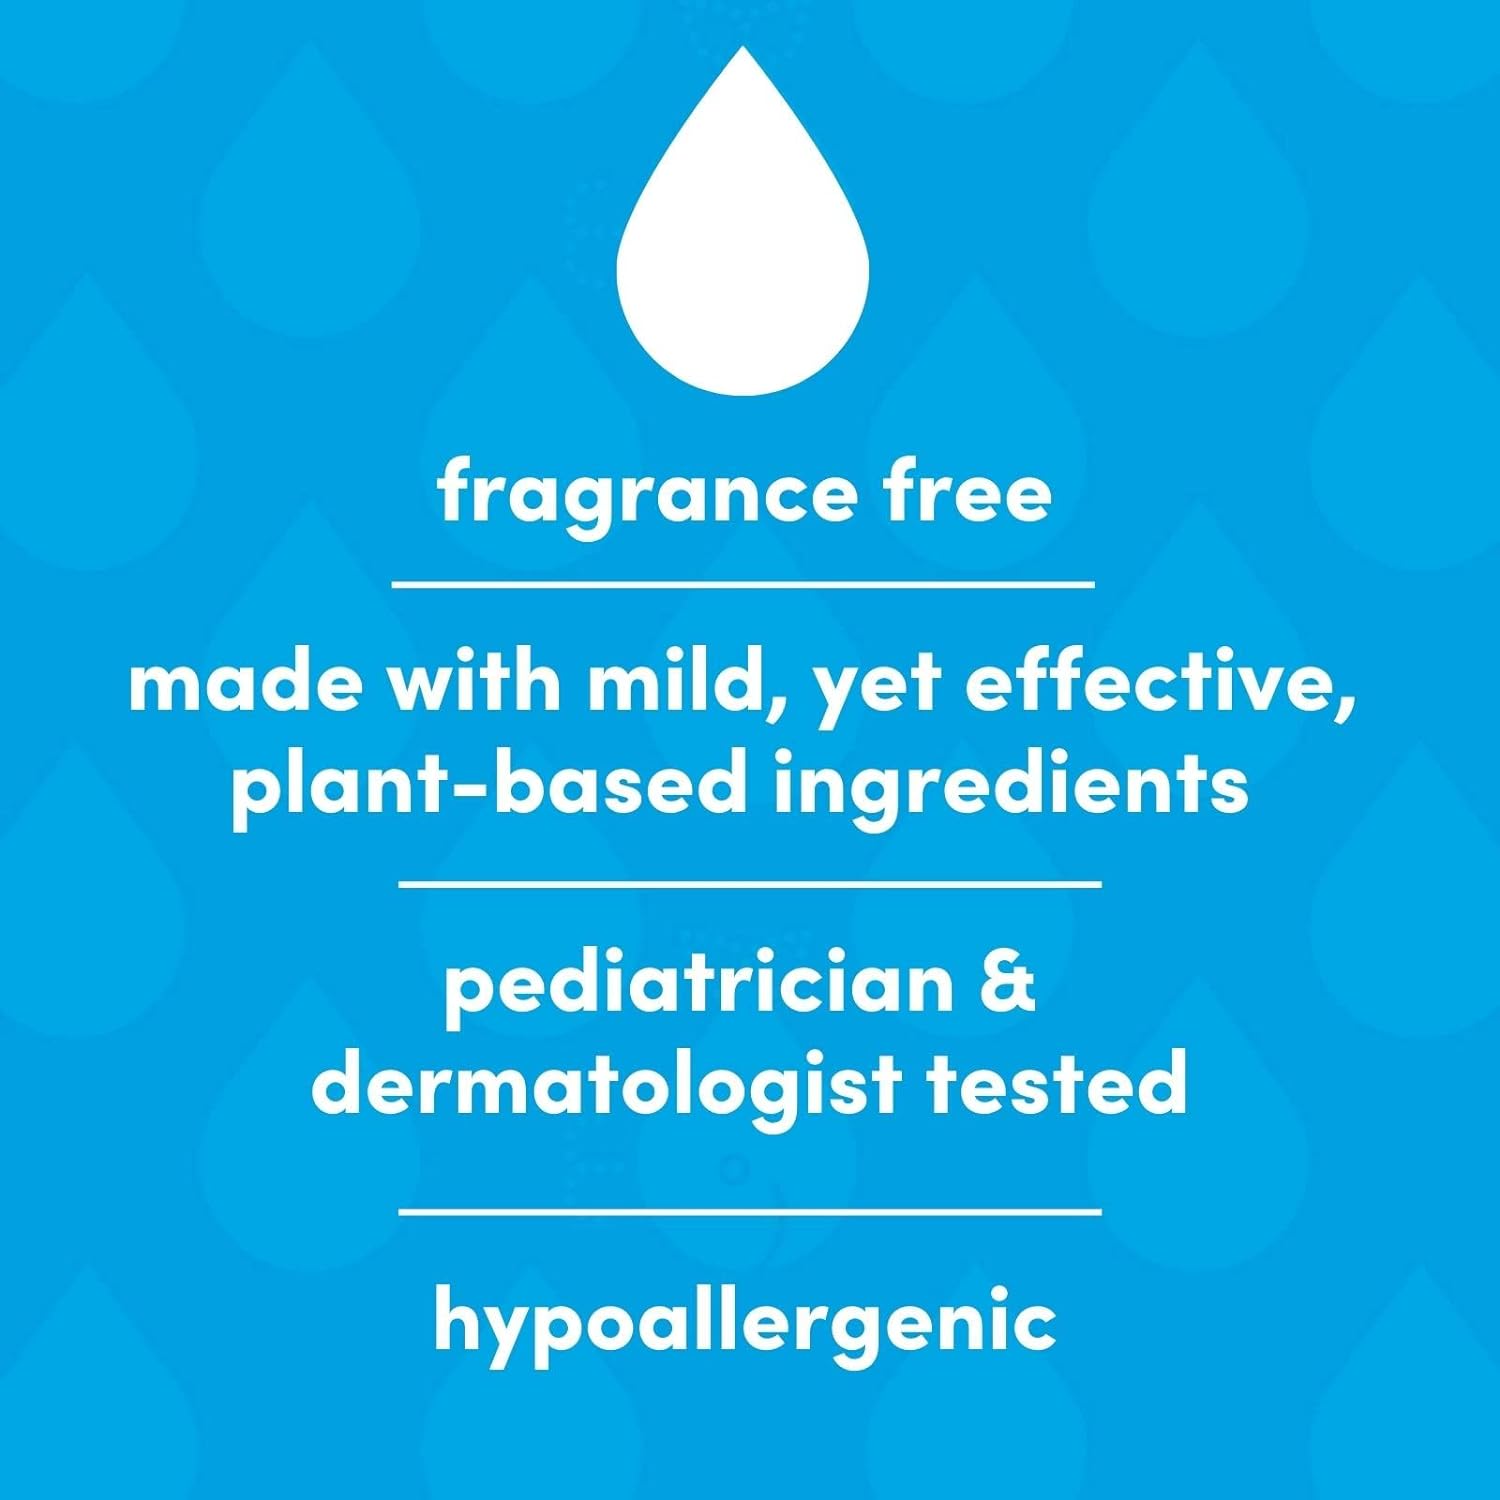 fragrance free
made with mild, yet effective,
plant-based ingredients
pediatrician &
dermatologist tested
hypoallergenic